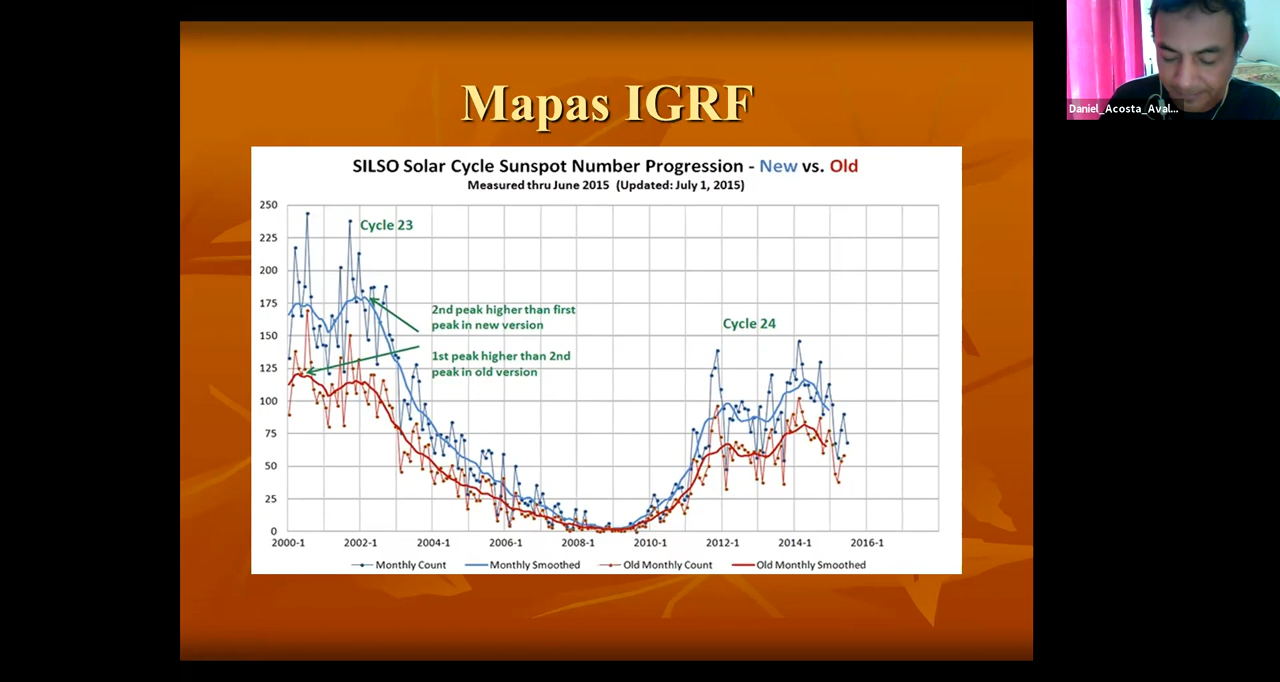 Mapas IGRF
SILSO Solar Cycle Sunspot Number Progression - New vs. Old
Measured thru June 2015 (Updated: July 1, 2015)
250
225
200
175
150
125
100
75
50
25
0
Cycle 23
2nd peak higher than first
peak in new version
1st peak higher than 2nd
peak in old version
Cycle 24
2000-1 2002-1 2004-1 2006-1 2008-1 2010-1 2012-1 2014-1 2016-1
Monthly Count Monthly Smoothed Old Monthly Count Old Monthly Smoothed
Daniel_Acosta_Aval...